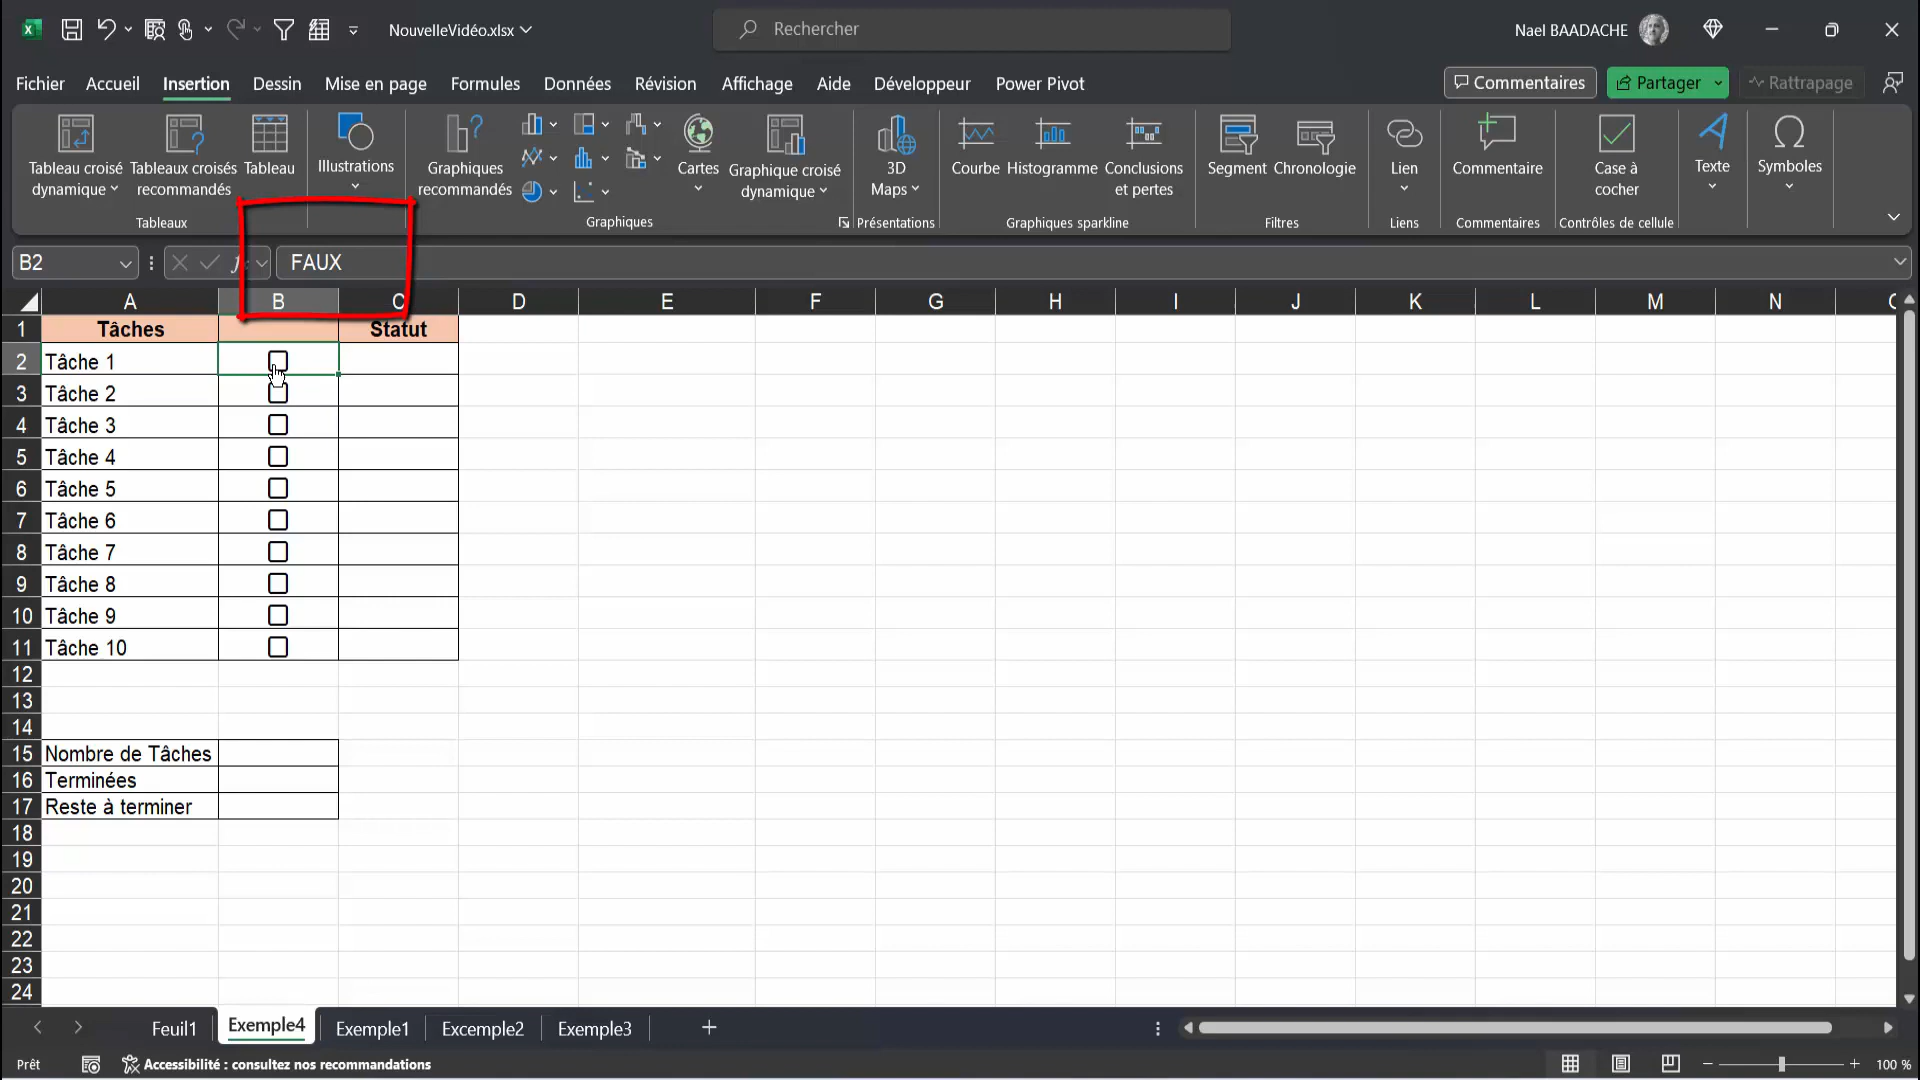 NouvelleVidéo.xlsx
Rechercher
Nael BAADACHE
Fichier Accueil Insertion Dessin Mise en page Formules Données Révision Affichage Aide Développeur Power Pivot
Commentaires Partager Rattrapage
Tableau croisé dynamique
Tableaux croisés recommandés
Tableau
Illustrations
Graphiques recommandés
Cartes
Graphique croisé dynamique
3D Maps
Courbe
Histogramme
Conclusions et pertes
Segment
Chronologie
Lien
Commentaire
Case à cocher
Texte
Symboles
Tableaux Graphiques Présentations Graphiques sparkline Filtres Liens Commentaires Contrôles de cellule
B2 FAUX
A B C D E F G H I J K L M N
1 Tâches Statut
2 Tâche 1
3 Tâche 2
4 Tâche 3
5 Tâche 4
6 Tâche 5
7 Tâche 6
8 Tâche 7
9 Tâche 8
10 Tâche 9
11 Tâche 10
12
13
14
15 Nombre de Tâches
16 Terminées
17 Reste à terminer
18
19
20
21
22
23
24
Feuil1 Exemple4 Exemple1 Excemple2 Exemple3
Prêt Accessibilité : consultez nos recommandations 100 %